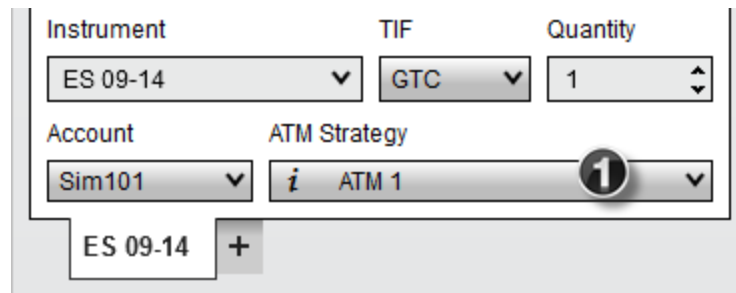 Instrument TIF Quantity
ES 09-14 GTC 1
Account ATM Strategy
Sim101 i ATM 1 1
ES 09-14 +